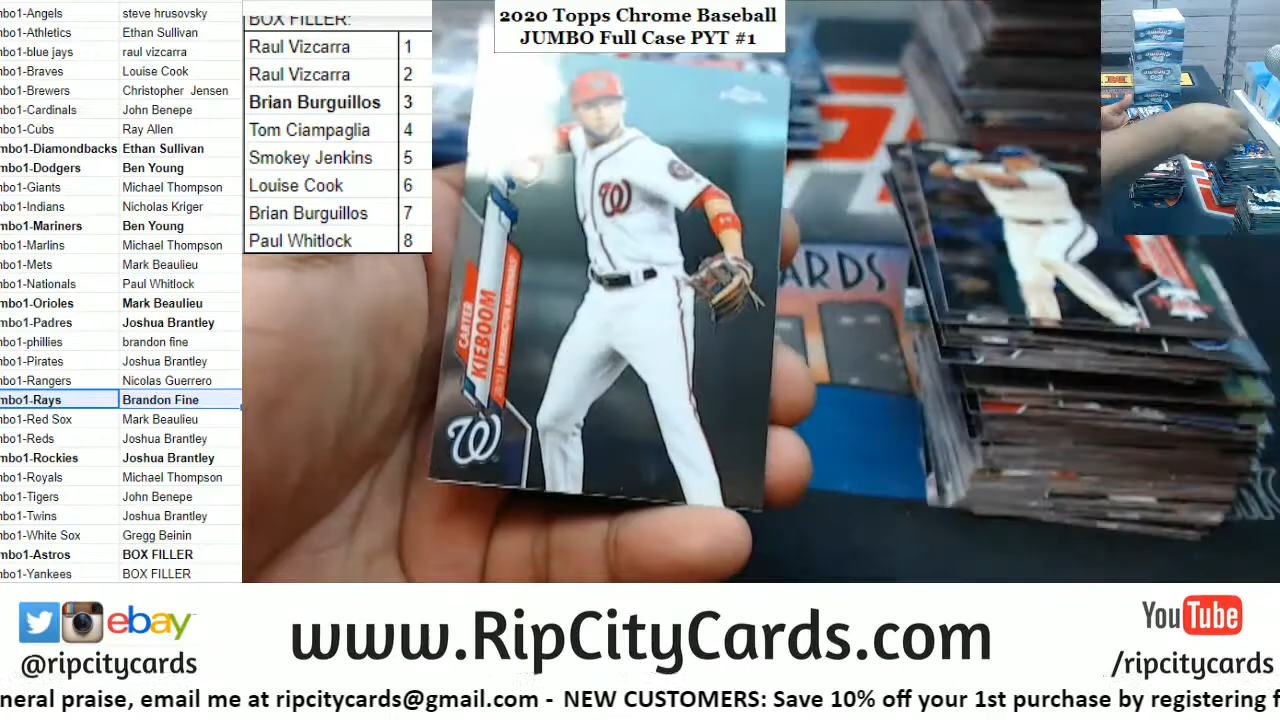 mbo1-Angels steve hrusovsky
mbo1-Athletics Ethan Sullivan
mbo1-blue jays raul vizcarra
mbo1-Braves Louise Cook
mbo1-Brewers Christopher Jensen
mbo1-Cardinals John Benepe
mbo1-Cubs Ray Allen
mbo1-Diamondbacks Ethan Sullivan
mbo1-Dodgers Ben Young
mbo1-Giants Michael Thompson
mbo1-Indians Nicholas Kriger
mbo1-Mariners Ben Young
mbo1-Marlins Michael Thompson
mbo1-Mets Mark Beaulieu
mbo1-Nationals Paul Whitlock
mbo1-Orioles Mark Beaulieu
mbo1-Padres Joshua Brantley
mbo1-phillies brandon fine
mbo1-Pirates Joshua Brantley
mbo1-Rangers Nicolas Guerrero
mbo1-Rays Brandon Fine
mbo1-Red Sox Mark Beaulieu
mbo1-Reds Joshua Brantley
mbo1-Rockies Joshua Brantley
mbo1-Royals Michael Thompson
mbo1-Tigers John Benepe
mbo1-Twins Joshua Brantley
mbo1-White Sox Gregg Beinin
mbo1-Astros BOX FILLER
mbo1-Yankees BOX FILLER
BOX FILLER:
Raul Vizcarra 1
Raul Vizcarra 2
Brian Burguillos 3
Tom Ciampaglia 4
Smokey Jenkins 5
Louise Cook 6
Brian Burguillos 7
Paul Whitlock 8
2020 Topps Chrome Baseball
JUMBO Full Case PYT #1
W
CARTER
KIEBOOM
W
ARDS
ebay
@ripcitycards
www.RipCityCards.com
YouTube
/ripcitycards
neral praise, email me at ripcitycards@gmail.com - NEW CUSTOMERS: Save 10% off your 1st purchase by registering f